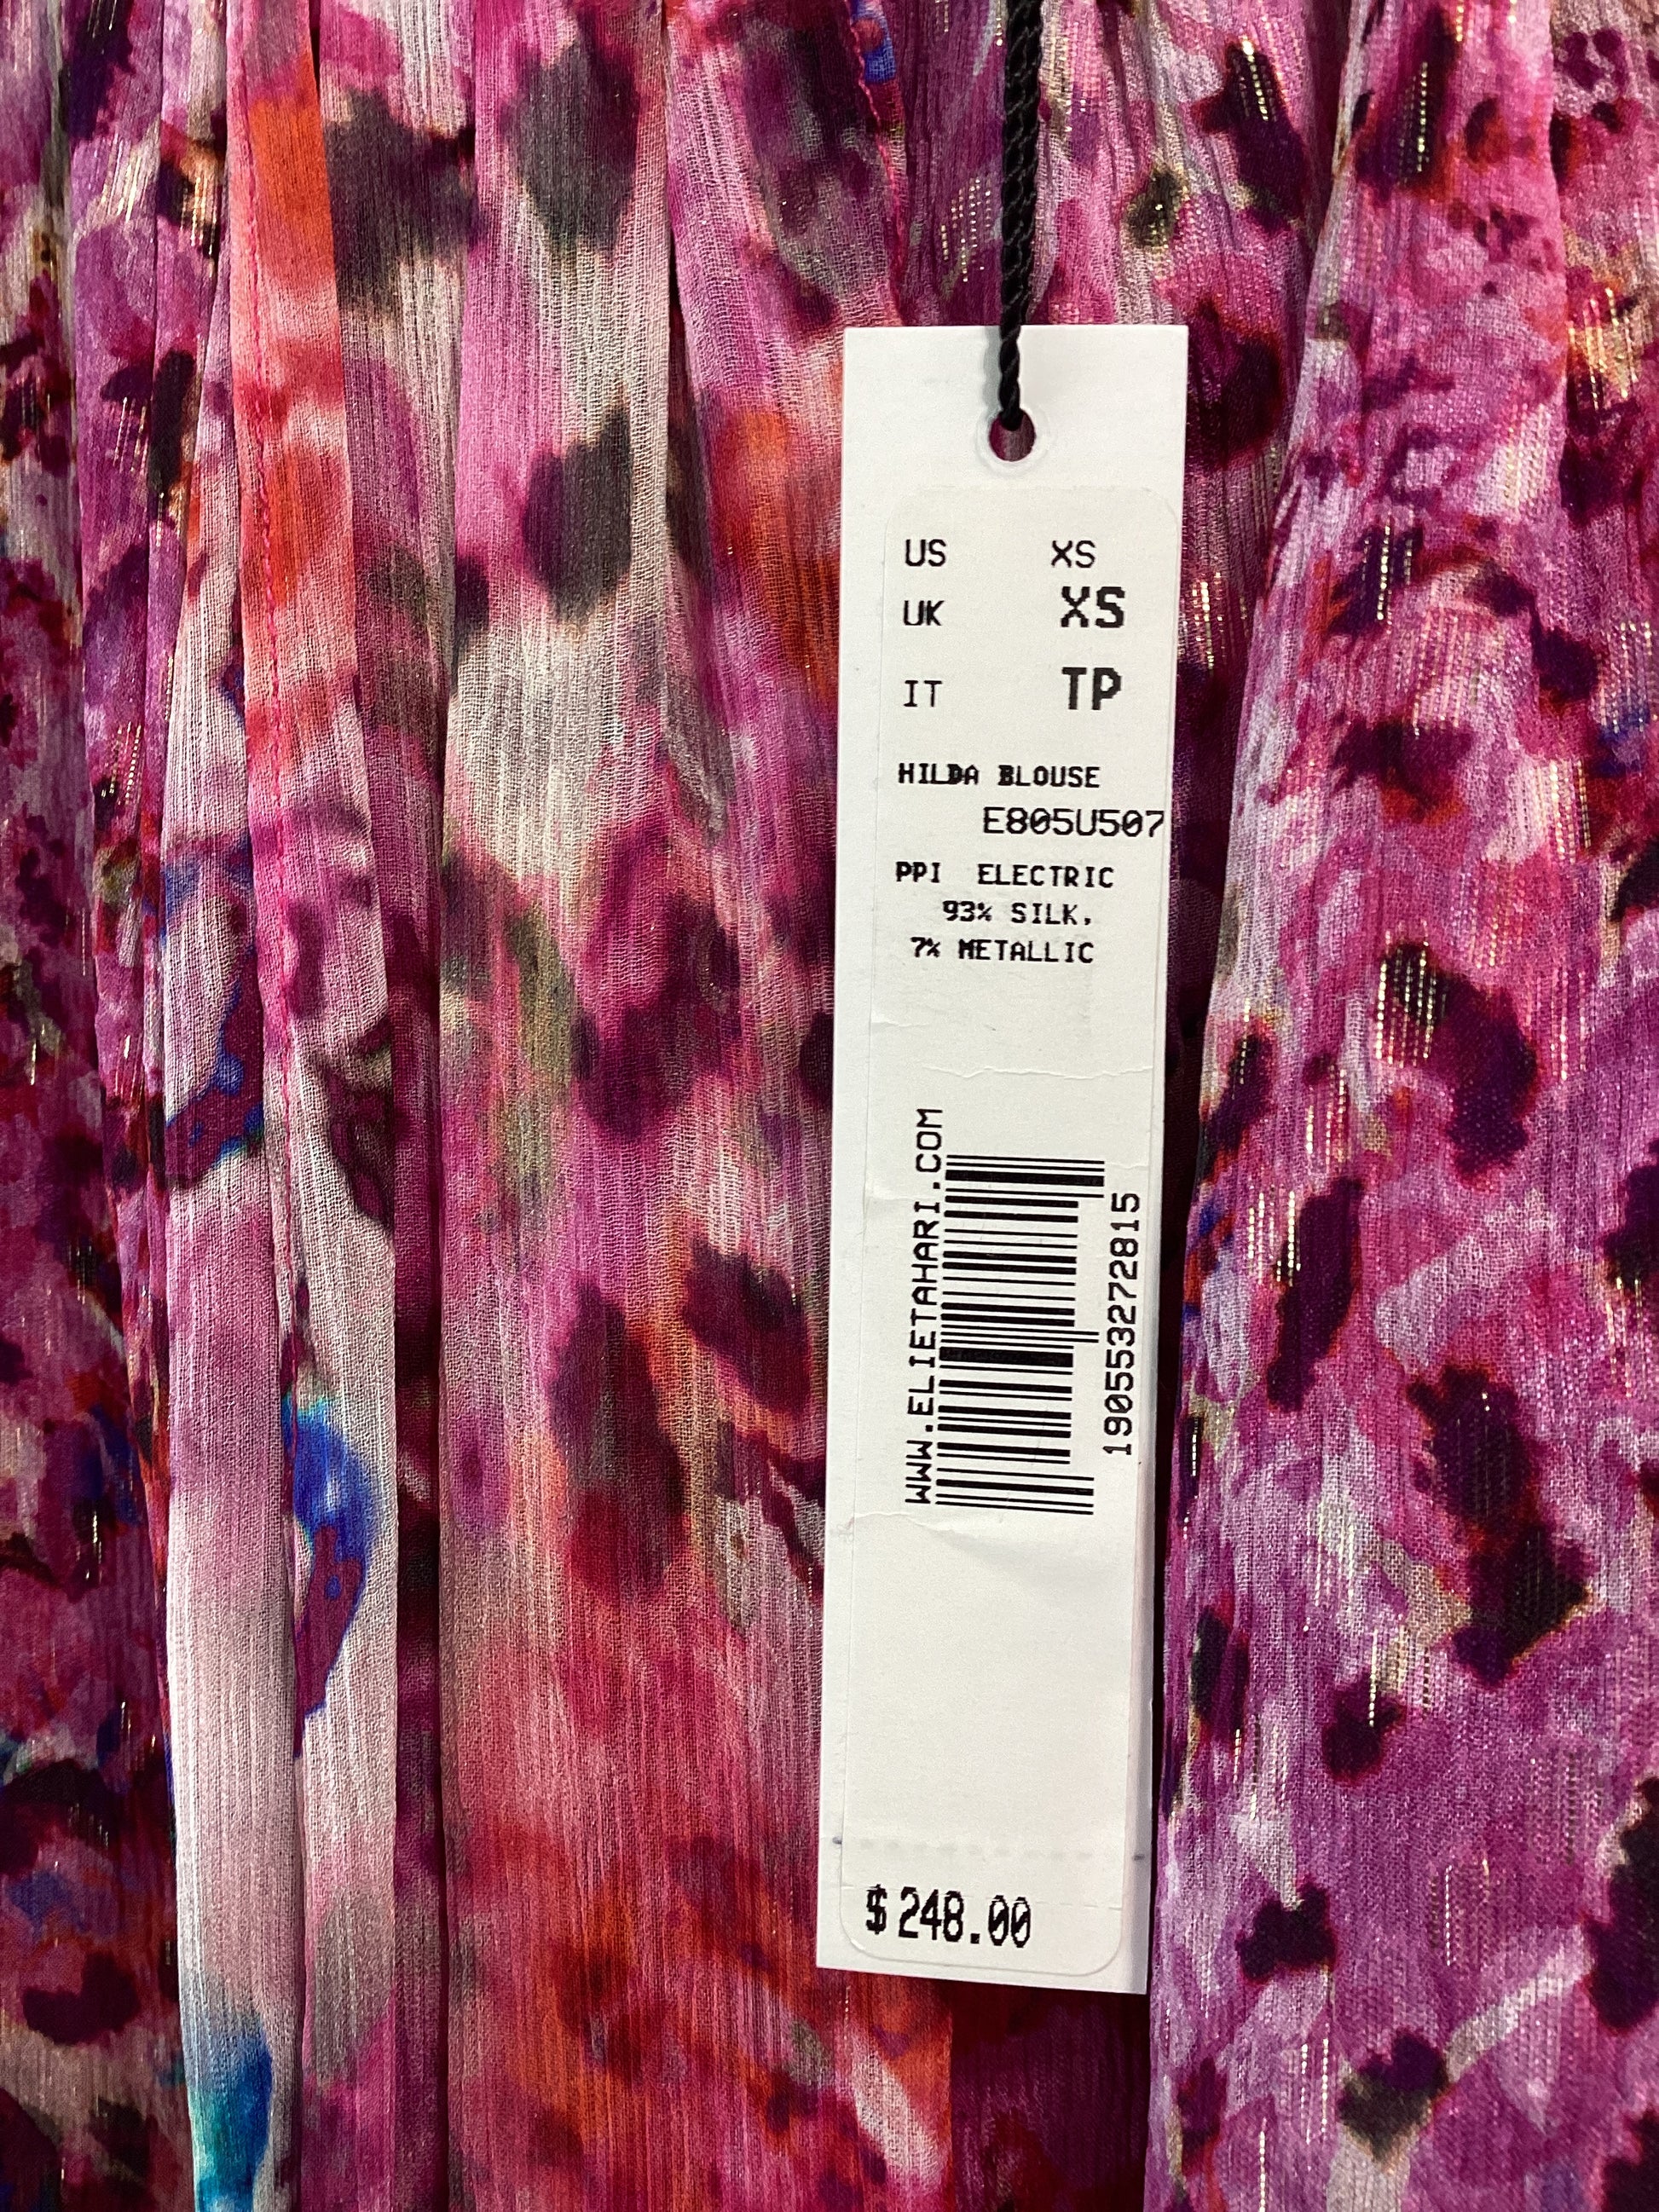 US XS
UK XS
IT TP
HILDA BLOUSE
E805U507
PPI ELECTRIC
93% SILK,
7% METALLIC
WWW.ELIETAHARI.COM
190553272815
$248.00